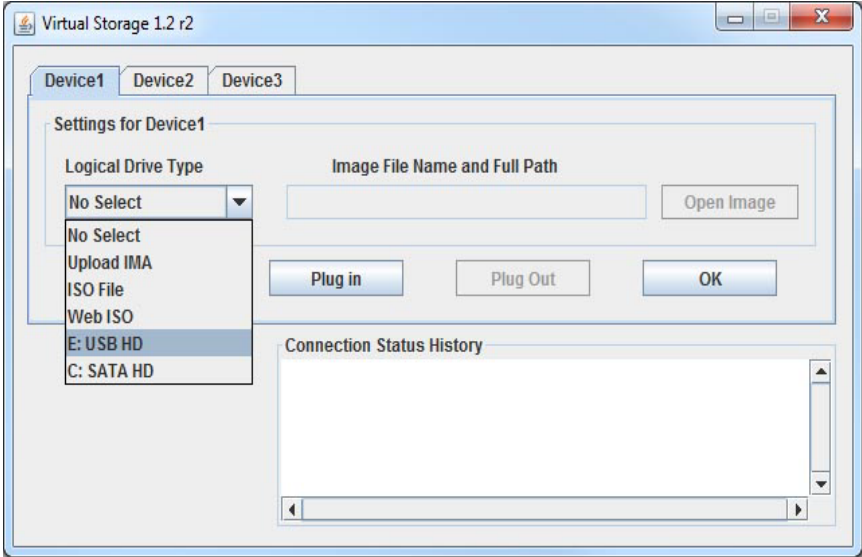 Virtual Storage 1.2 r2
Device1 Device2 Device3
Settings for Device1
Logical Drive Type Image File Name and Full Path
No Select Open Image
No Select
Upload IMA
ISO File
Web ISO
E: USB HD
C: SATA HD
Plug in Plug Out OK
Connection Status History